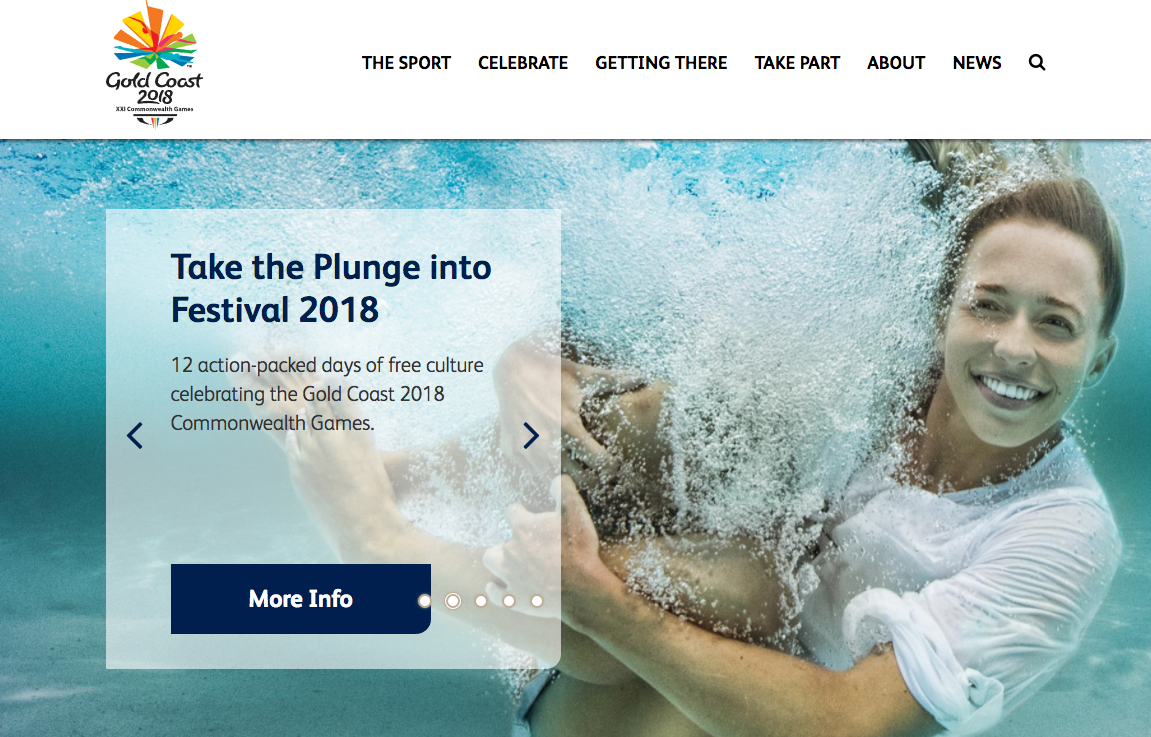 Gold Coast
2018
TM
XXI Commonwealth Games
THE SPORT CELEBRATE GETTING THERE TAKE PART ABOUT NEWS
Take the Plunge into
Festival 2018
12 action-packed days of free culture
celebrating the Gold Coast 2018
Commonwealth Games.
More Info